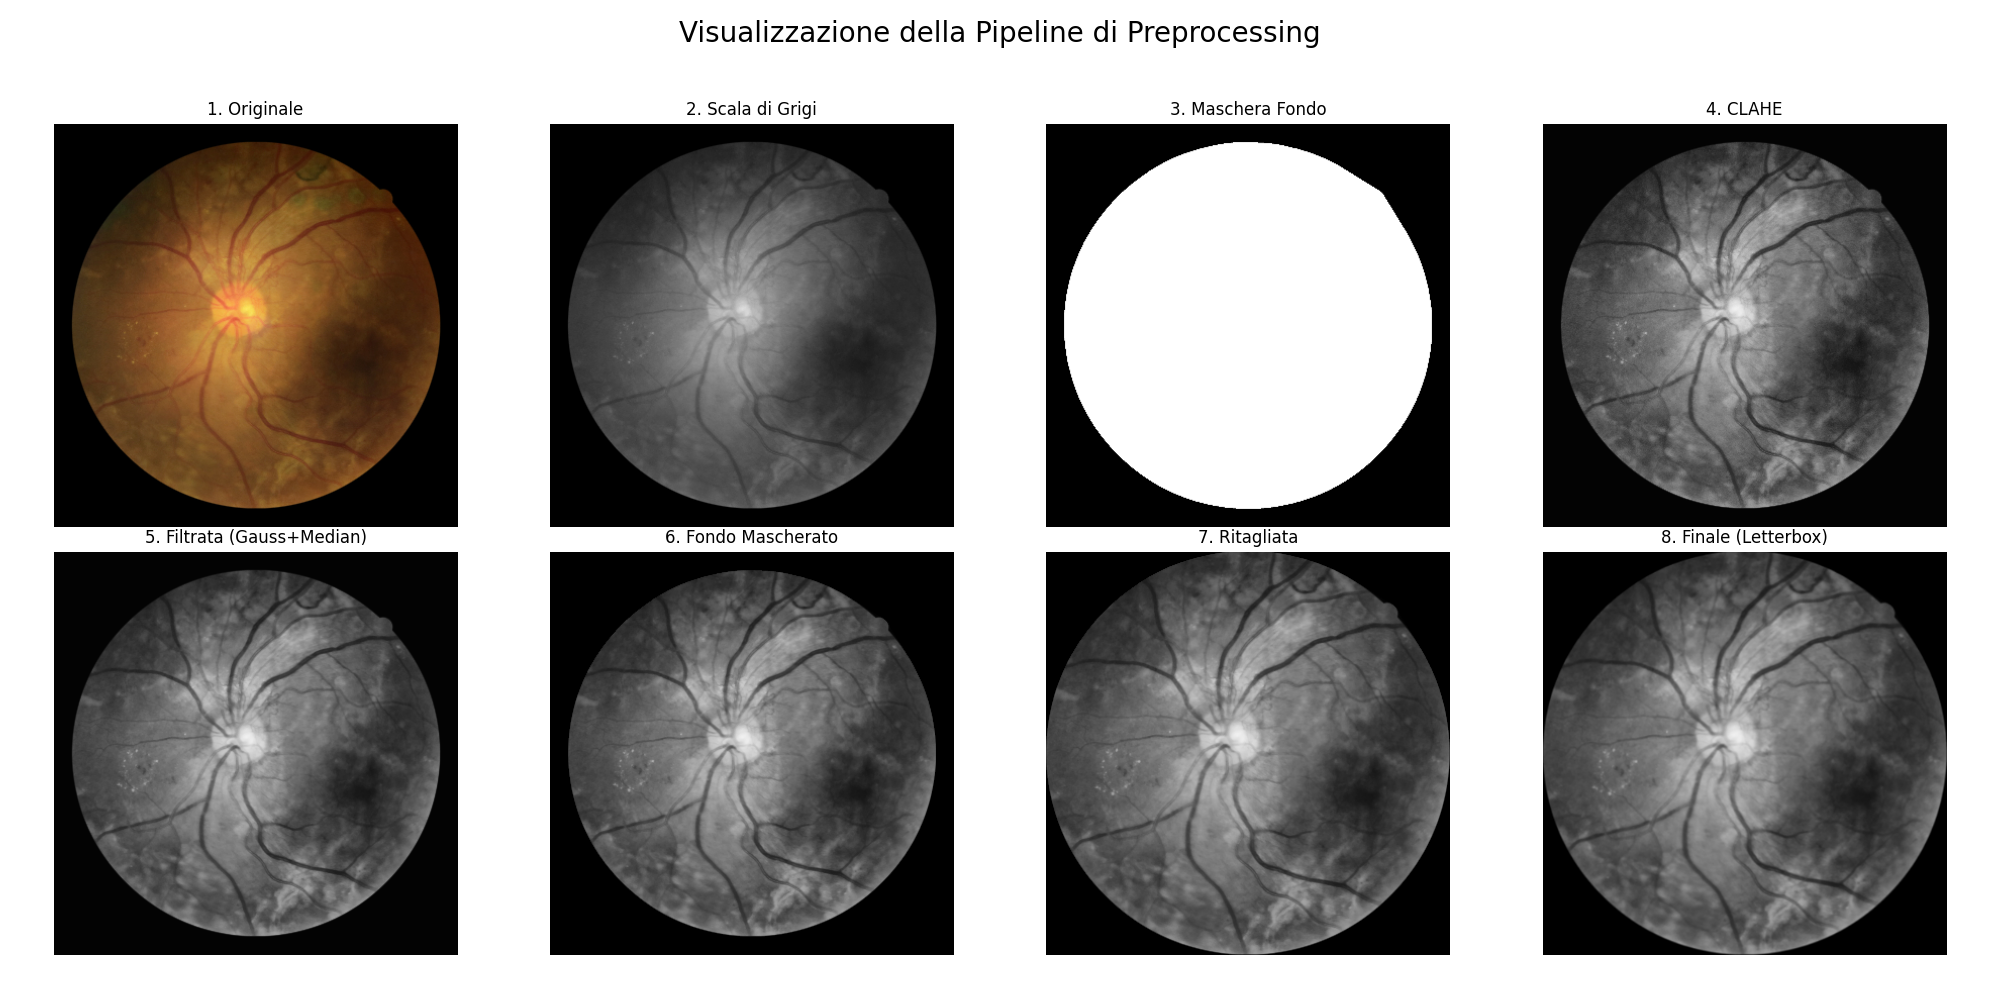 Visualizzazione della Pipeline di Preprocessing
1. Originale
2. Scala di Grigi
3. Maschera Fondo
4. CLAHE
5. Filtrata (Gauss+Median)
6. Fondo Mascherato
7. Ritagliata
8. Finale (Letterbox)